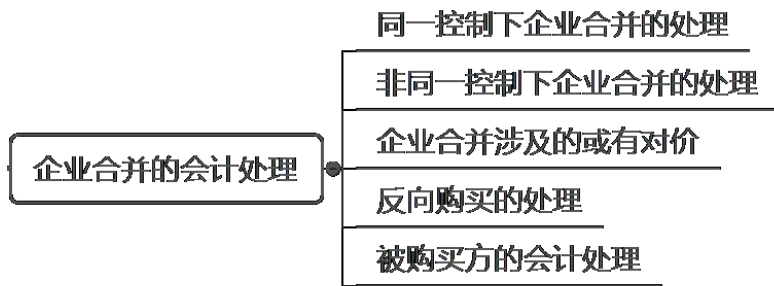 企业合并的会计处理
同一控制下企业合并的处理
非同一控制下企业合并的处理
企业合并涉及的或有对价
反向购买的处理
被购买方的会计处理